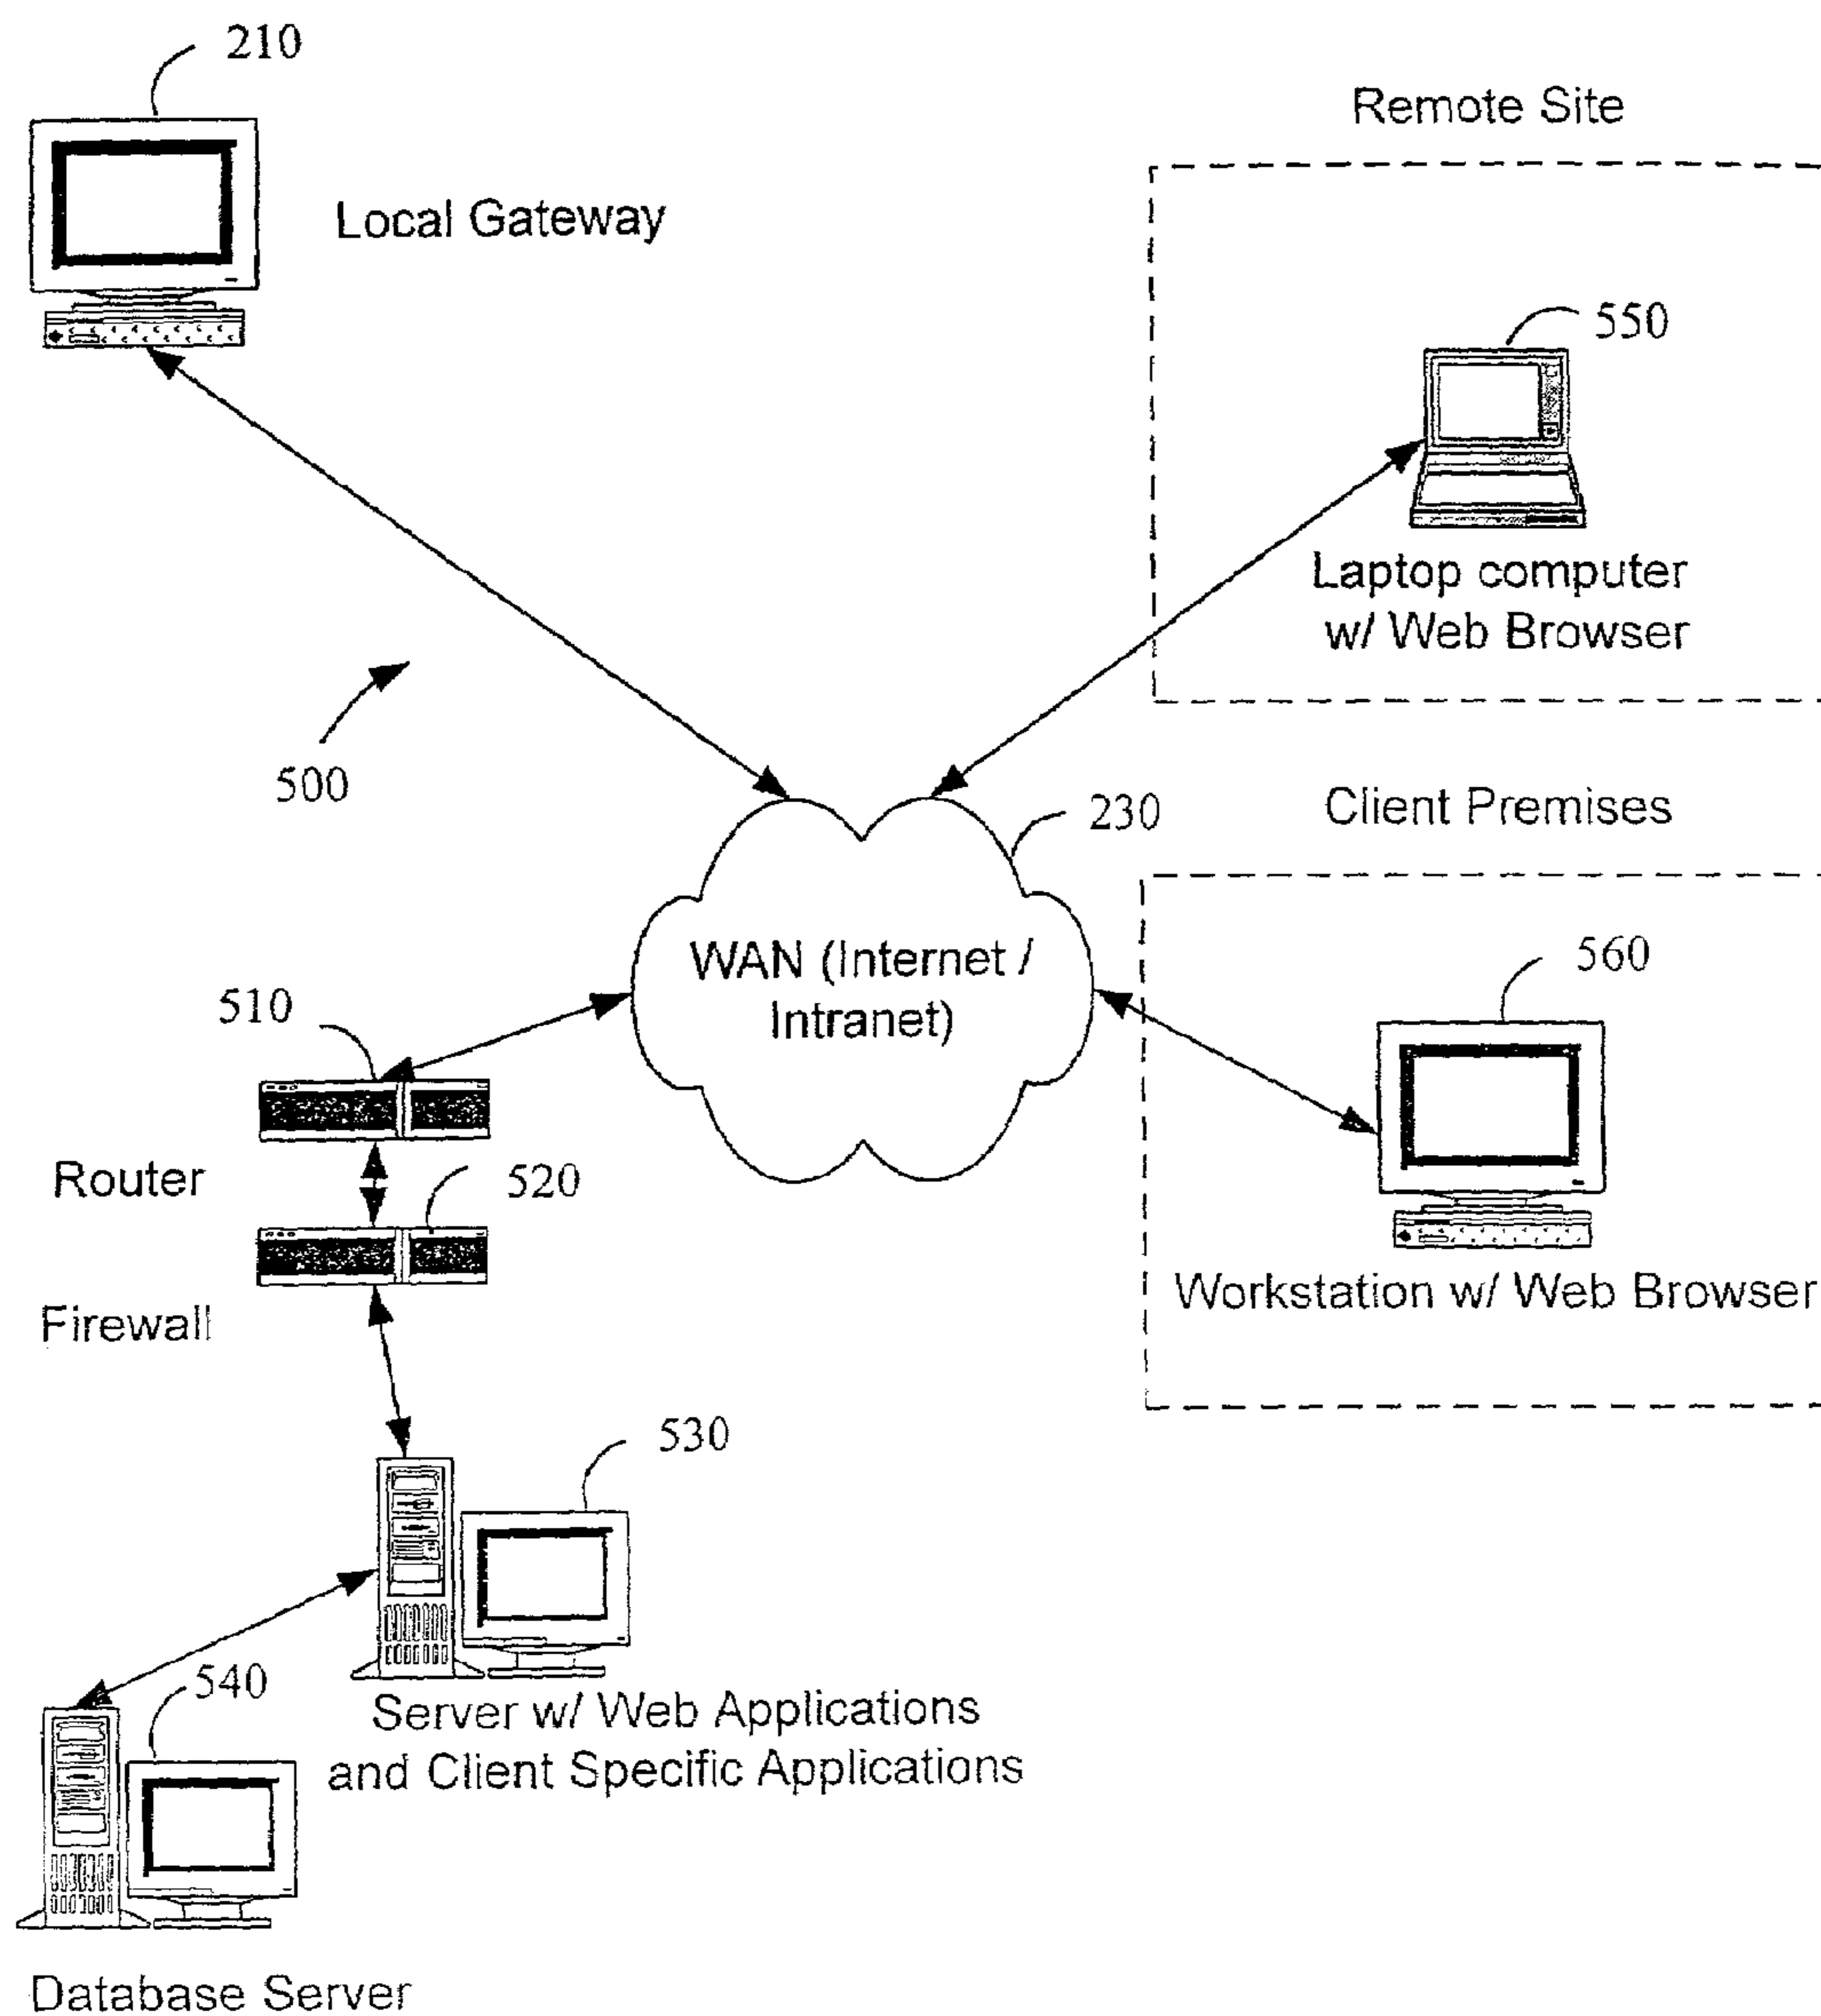 210
Remote Site
Local Gateway
550
Laptop computer
w/ Web Browser
500
230
Client Premises
WAN (Internet /
Intranet)
560
510
Router
520
Workstation w/ Web Browser
Firewall
530
540
Server w/ Web Applications
and Client Specific Applications
Database Server